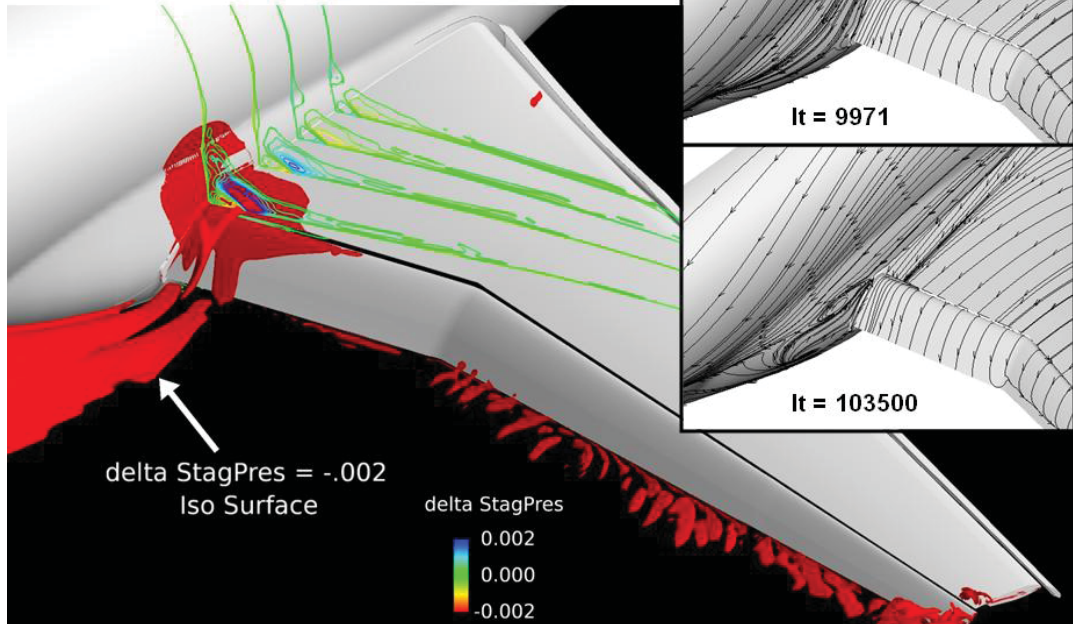 It = 9971
It = 103500
delta StagPres = -.002
Iso Surface
delta StagPres
0.002
0.000
-0.002